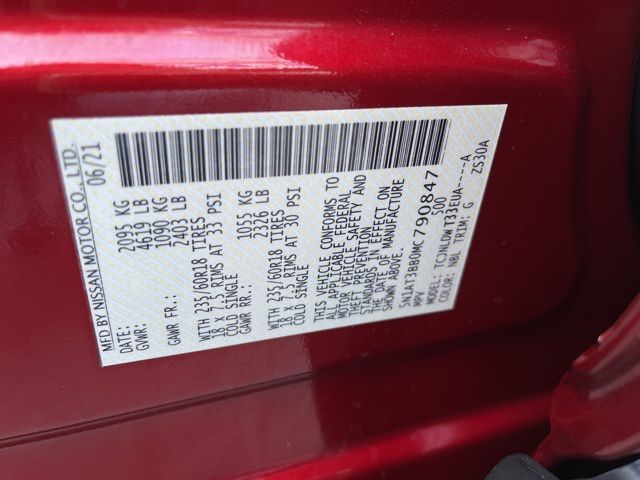 MFD BY NISSAN MOTOR CO., LTD.
DATE: 06/21
GVWR: 2095 KG
4619 LB
GAWR FR.: 1090 KG
2403 LB
WITH 235/60R18 TIRES
18 X 7.5 RIMS AT 33 PSI
COLD SINGLE
GAWR RR.: 1055 KG
2326 LB
WITH 235/60R18 TIRES
18 X 7.5 RIMS AT 30 PSI
COLD SINGLE
THIS VEHICLE CONFORMS TO
ALL APPLICABLE FEDERAL
MOTOR VEHICLE SAFETY AND
THEFT PREVENTION
STANDARDS IN EFFECT ON
THE DATE OF MANUFACTURE
SHOWN ABOVE.
5N1AT3BB0MC790847
MPV 500
MODEL: TCJNLDW T33EUA-----A
COLOR: NBL TRIM: G ZS30A